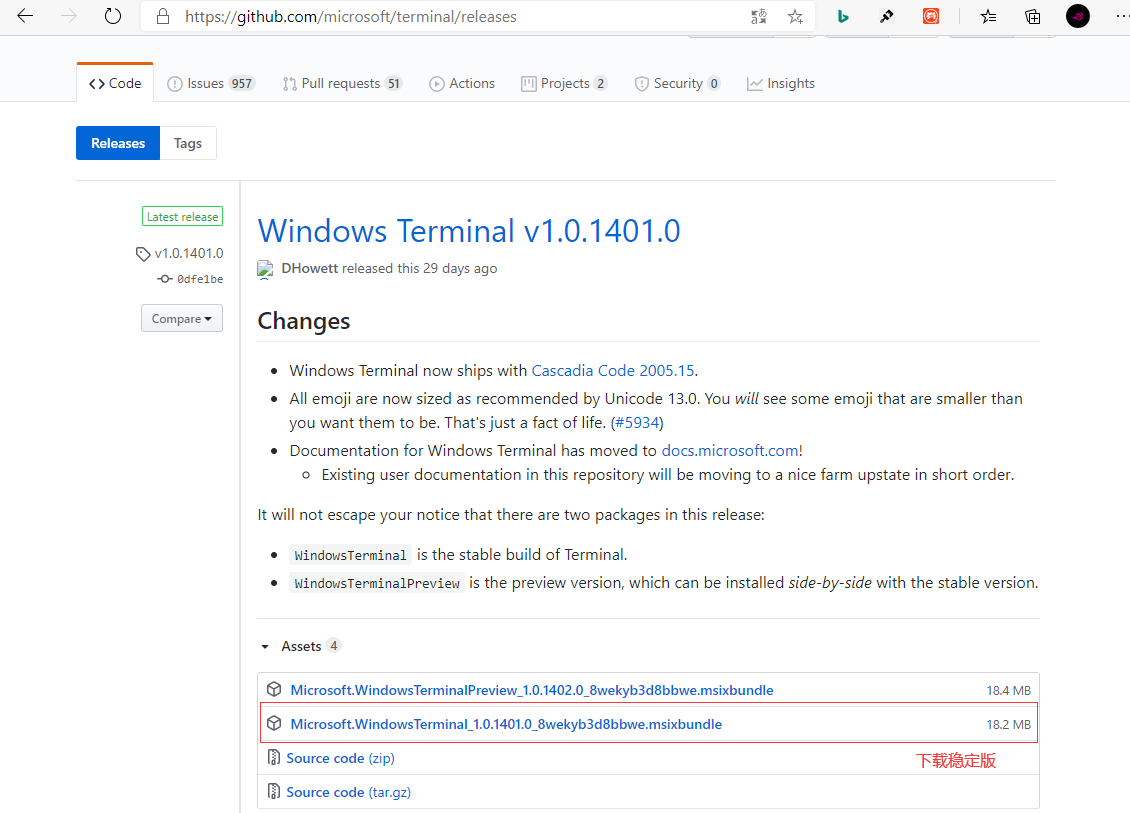 https://github.com/microsoft/terminal/releases
Code
Issues 957
Pull requests 51
Actions
Projects 2
Security 0
Insights
Releases
Tags
Latest release
v1.0.1401.0
0dfe1be
Compare
Windows Terminal v1.0.1401.0
DHowett released this 29 days ago
Changes
Windows Terminal now ships with Cascadia Code 2005.15.
All emoji are now sized as recommended by Unicode 13.0. You will see some emoji that are smaller than
you want them to be. That's just a fact of life. (#5934)
Documentation for Windows Terminal has moved to docs.microsoft.com!
Existing user documentation in this repository will be moving to a nice farm upstate in short order.
It will not escape your notice that there are two packages in this release:
WindowsTerminal is the stable build of Terminal.
WindowsTerminalPreview is the preview version, which can be installed side-by-side with the stable version.
Assets 4
Microsoft.WindowsTerminalPreview_1.0.1402.0_8wekyb3d8bbwe.msixbundle 18.4 MB
Microsoft.WindowsTerminal_1.0.1401.0_8wekyb3d8bbwe.msixbundle 18.2 MB
Source code (zip)
下载稳定版
Source code (tar.gz)